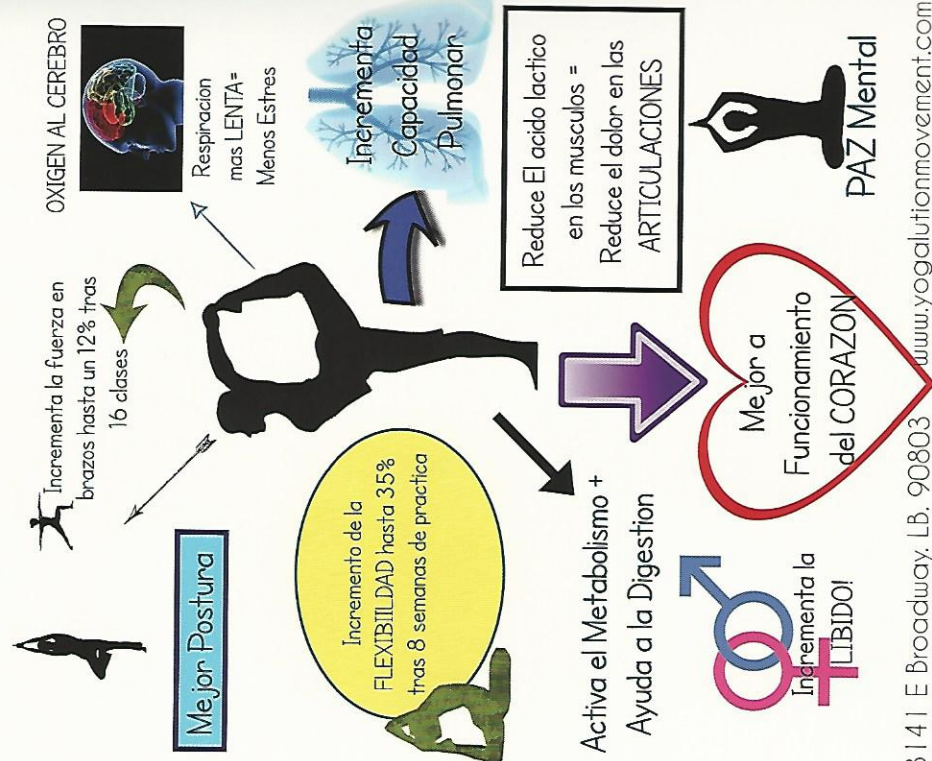 Incrementa la fuerza en
brazos hasta un 12% tras
16 clases
OXIGEN AL CEREBRO
Respiracion
mas LENTA=
Menos Estres
Mejor Postura
Incrementa
Capacidad
Pulmonar
Incremento de la
FLEXIBIILDAD hasta 35%
tras 8 semanas de practica
Reduce El acido lactico
en los musculos =
Reduce el dolor en las
ARTICULACIONES
Activa el Metabolismo +
Ayuda a la Digestion
Mejor a
Funcionamiento
del CORAZON
PAZ Mental
Incrementa la
LIBIDO!
3141 E Broadway, LB, 90803 www.yogalutionmovement.com